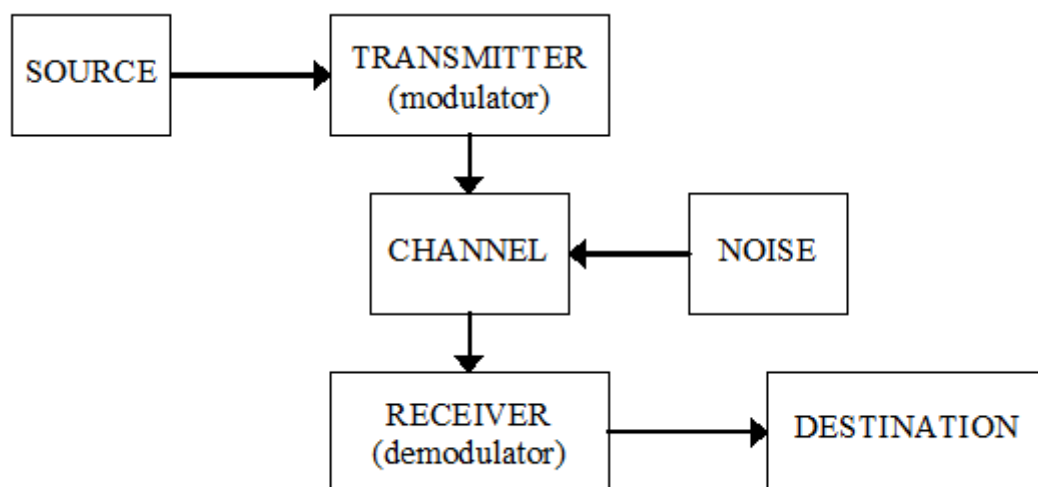 SOURCE
TRANSMITTER
(modulator)
CHANNEL
NOISE
RECEIVER
(demodulator)
DESTINATION